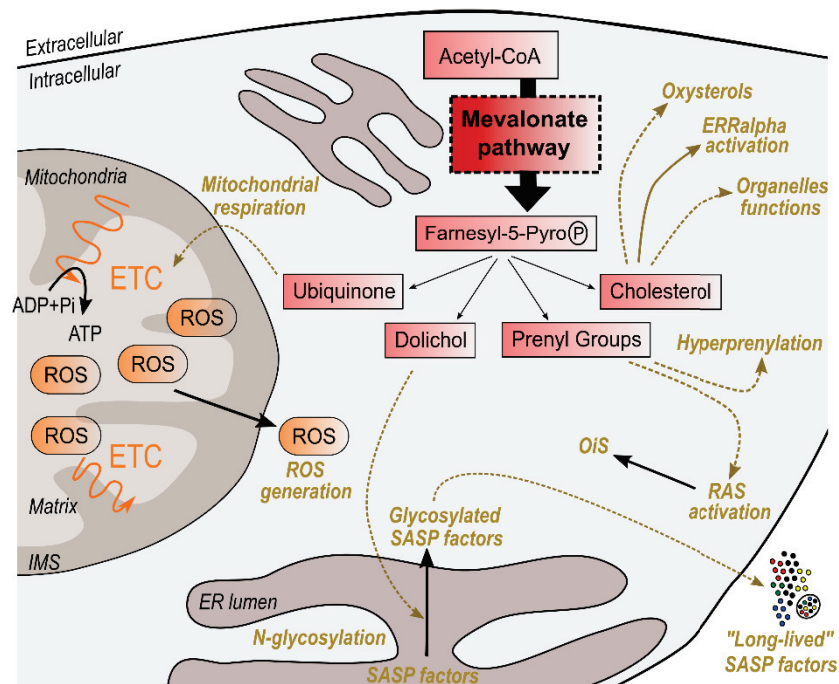 Extracellular
Intracellular
Acetyl-CoA
Mevalonate
pathway
Oxysterols
ERRalpha
activation
Organelles
functions
Mitochondria
Mitochondrial
respiration
Farnesyl-5-Pyro P
ETC
ADP+Pi
ATP
Ubiquinone
Cholesterol
Dolichol
Prenyl Groups
ROS
ROS
ROS
Hyperprenylation
ROS
ETC
ROS
ROS
generation
OiS
RAS
activation
Matrix
IMS
Glycosylated
SASP factors
ER lumen
N-glycosylation
SASP factors
"Long-lived"
SASP factors